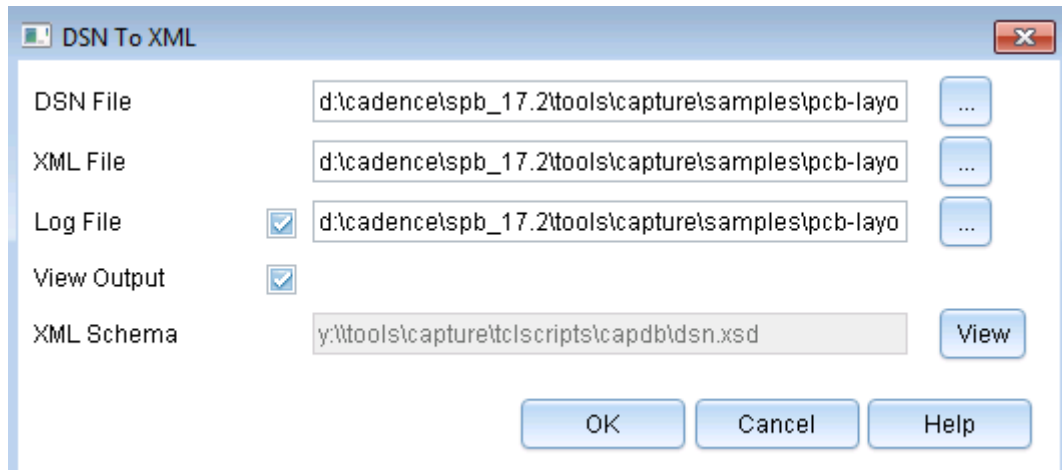 DSN To XML
DSN File d:\cadence\spb_17.2\tools\capture\samples\pcb-layo ...
XML File d:\cadence\spb_17.2\tools\capture\samples\pcb-layo ...
Log File d:\cadence\spb_17.2\tools\capture\samples\pcb-layo ...
View Output
XML Schema y:\\tools\capture\tclscripts\capdb\dsn.xsd View
OK Cancel Help